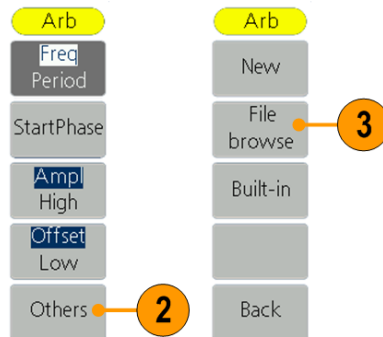 Arb
Freq
Period
StartPhase
Ampl
High
Offset
Low
Others
2
Arb
New
File
browse
3
Built-in
Back